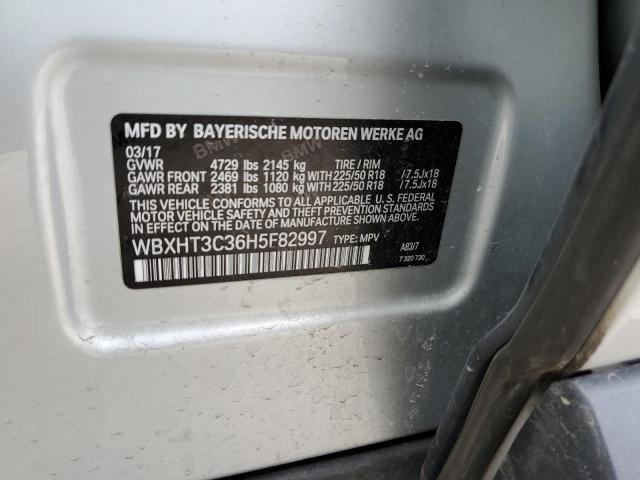 MFD BY BAYERISCHE MOTOREN WERKE AG
03/17
GVWR 4729 lbs 2145 kg TIRE / RIM
GAWR FRONT 2469 lbs 1120 kg WITH 225/50 R18 /7.5Jx18
GAWR REAR 2381 lbs 1080 kg WITH 225/50 R18 /7.5Jx18
THIS VEHICLE CONFORMS TO ALL APPLICABLE FEDERAL
MOTOR VEHICLE SAFETY, BUMPER, AND THEFT PREVENTION
STANDARDS IN EFFECT ON THE
DATE OF MANUFACTURE SHOWN ABOVE.
WBXHT3C36H5F82997 TYPE: MPV
A83/7
7 320 730
BMW
BMW